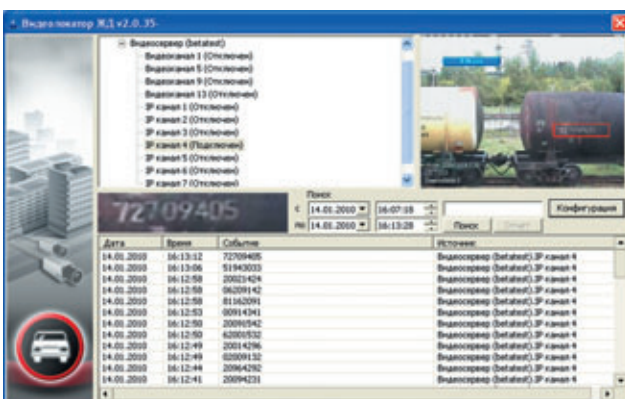 Видеолокатор ЖД v2.0.35-
Видеосервер (betatest)
Видеоканал 1 (Отключен)
Видеоканал 5 (Отключен)
Видеоканал 9 (Отключен)
Видеоканал 13 (Отключен)
IP канал 1 (Отключен)
IP канал 2 (Отключен)
IP канал 3 (Отключен)
IP канал 4 (Подключен)
IP канал 5 (Отключен)
IP канал 6 (Отключен)
IP канал 7 (Отключен)
72709405
Поиск
с 14.01.2010 16:07:18 Конфигурация
по 14.01.2010 16:13:28 Поиск Отчет
Дата Время Событие Источник
14.01.2010 16:13:12 72709405 Видеосервер (betatest).IP канал 4
14.01.2010 16:13:06 51943033 Видеосервер (betatest).IP канал 4
14.01.2010 16:12:58 20021424 Видеосервер (betatest).IP канал 4
14.01.2010 16:12:58 06209142 Видеосервер (betatest).IP канал 4
14.01.2010 16:12:58 81162091 Видеосервер (betatest).IP канал 4
14.01.2010 16:12:53 00914341 Видеосервер (betatest).IP канал 4
14.01.2010 16:12:50 20091542 Видеосервер (betatest).IP канал 4
14.01.2010 16:12:50 62001532 Видеосервер (betatest).IP канал 4
14.01.2010 16:12:49 20014296 Видеосервер (betatest).IP канал 4
14.01.2010 16:12:49 02009132 Видеосервер (betatest).IP канал 4
14.01.2010 16:12:44 20964292 Видеосервер (betatest).IP канал 4
14.01.2010 16:12:41 20094231 Видеосервер (betatest).IP канал 4